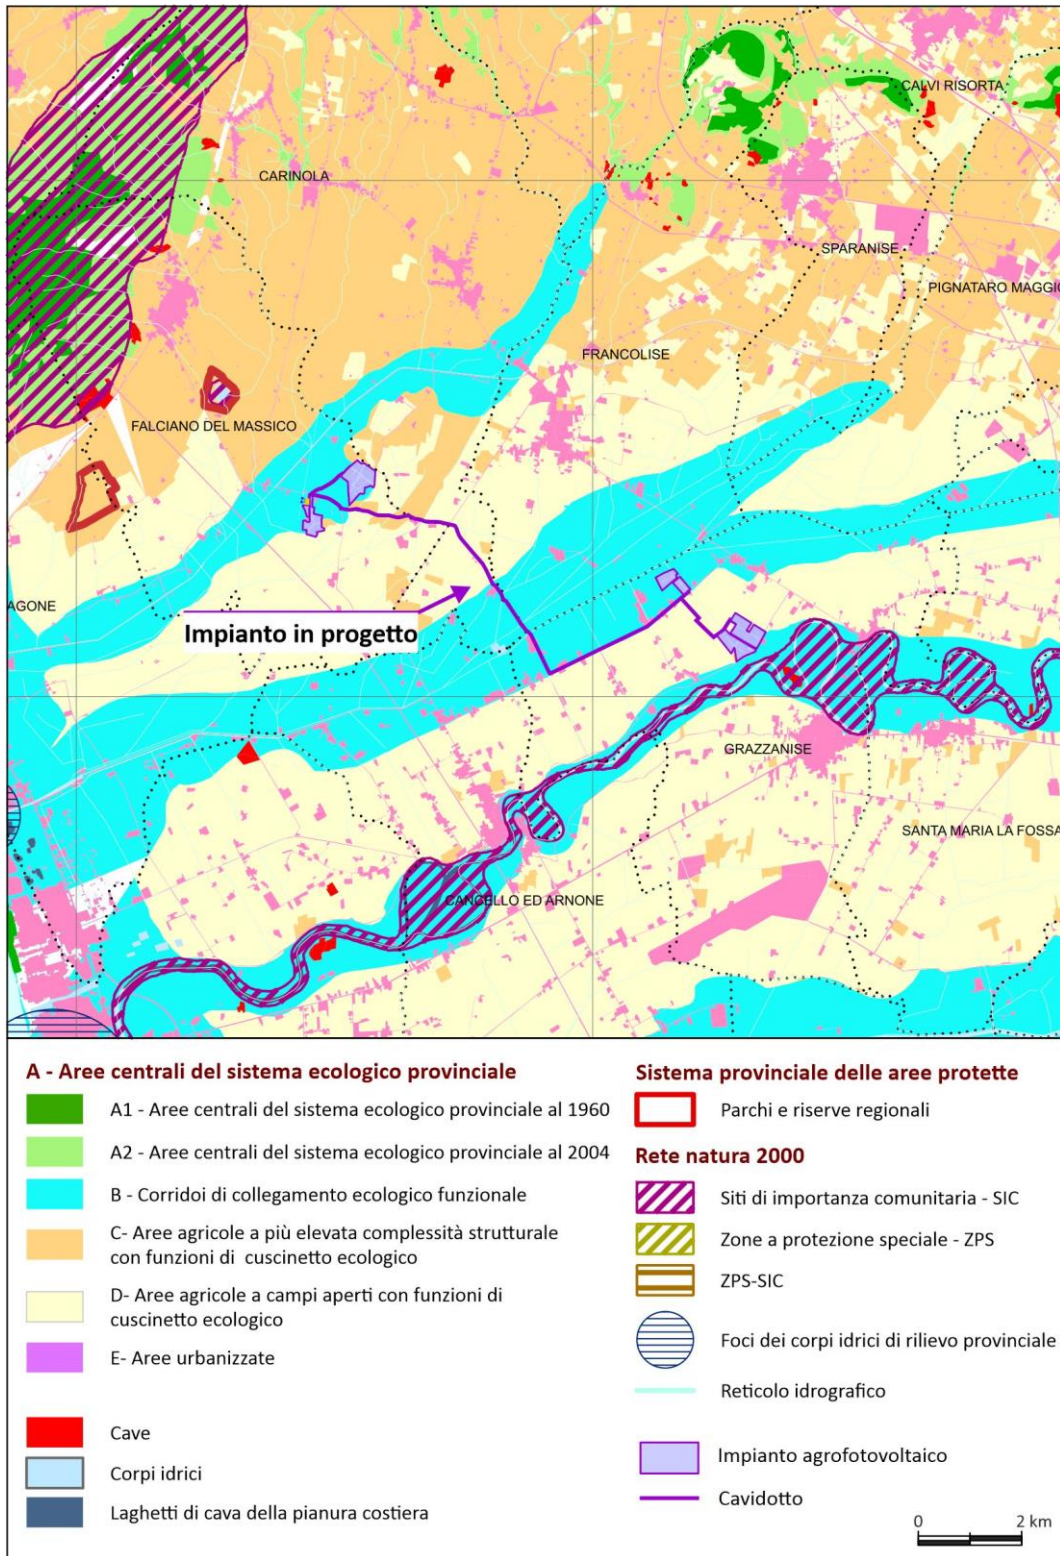 CALVI RISORTA
CARINOLA
SPARANISE
PIGNATARO MAGGIO
FRANCOLISE
FALCIANO DEL MASSICO
AGONE
Impianto in progetto
GRAZZANISE
SANTA MARIA LA FOSSA
CANCELLO ED ARNONE
A - Aree centrali del sistema ecologico provinciale
A1 - Aree centrali del sistema ecologico provinciale al 1960
A2 - Aree centrali del sistema ecologico provinciale al 2004
B - Corridoi di collegamento ecologico funzionale
C- Aree agricole a più elevata complessità strutturale
con funzioni di cuscinetto ecologico
D- Aree agricole a campi aperti con funzioni di
cuscinetto ecologico
E- Aree urbanizzate
Cave
Corpi idrici
Laghetti di cava della pianura costiera
Sistema provinciale delle aree protette
Parchi e riserve regionali
Rete natura 2000
Siti di importanza comunitaria - SIC
Zone a protezione speciale - ZPS
ZPS-SIC
Foci dei corpi idrici di rilievo provinciale
Reticolo idrografico
Impianto agrofotovoltaico
Cavidotto
0 2 km